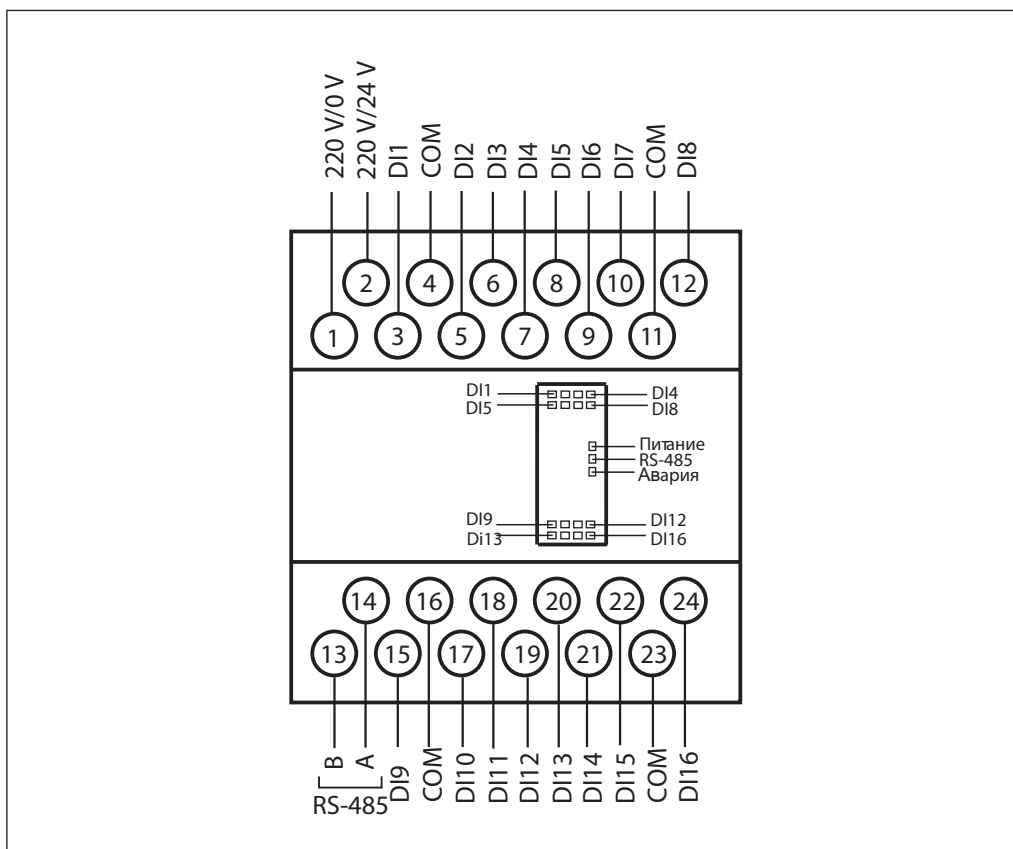 220 V/0 V
220 V/24 V
DI1
COM
DI2
DI3
DI4
DI5
DI6
DI7
COM
DI8
2
4
6
8
10
12
1
3
5
7
9
11
DI1
DI4
DI5
DI8
Питание
RS-485
Авария
DI9
DI12
Di13
DI16
14
16
18
20
22
24
13
15
17
19
21
23
B
A
DI9
COM
DI10
DI11
DI12
DI13
DI14
DI15
COM
DI16
RS-485